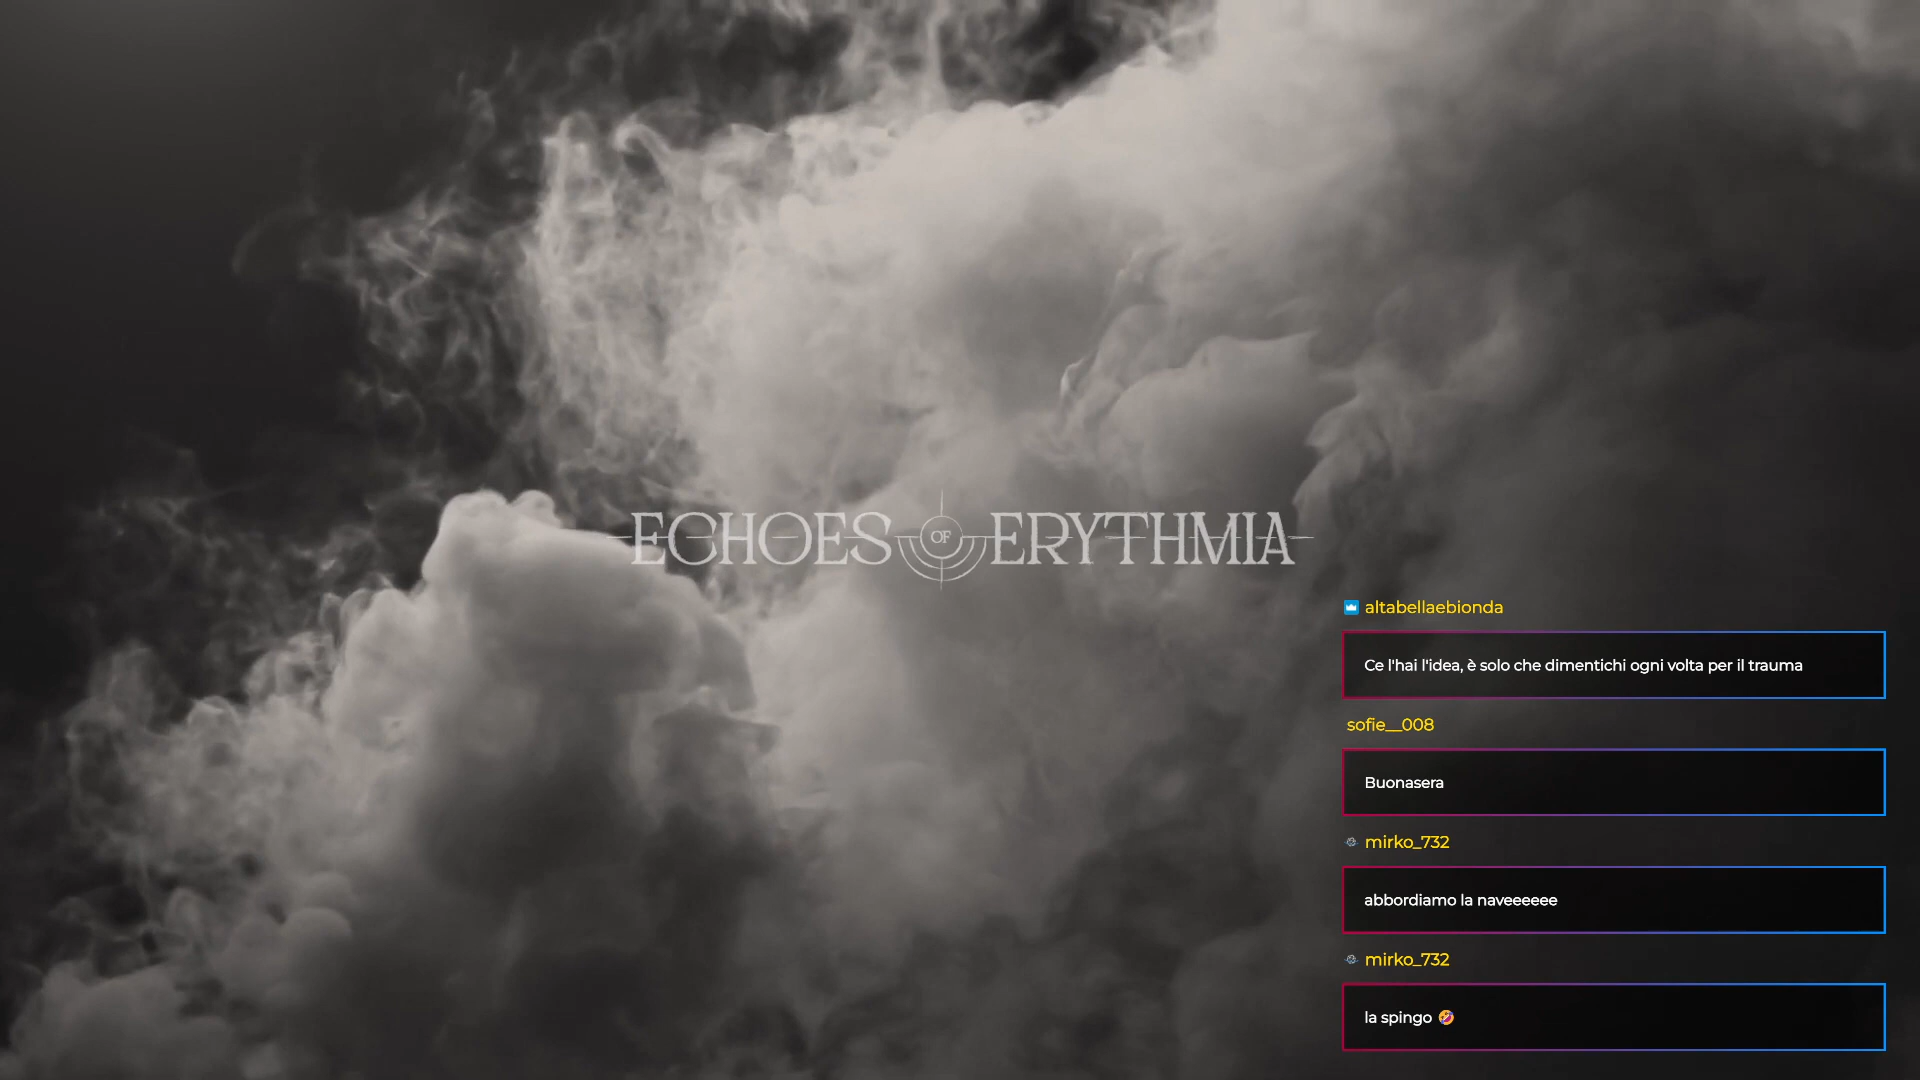 ECHOES OF ERYTHMIA
altabellaebionda
Ce l'hai l'idea, è solo che dimentichi ogni volta per il trauma
sofie__008
Buonasera
mirko_732
abbordiamo la naveeeeee
mirko_732
la spingo 🤣